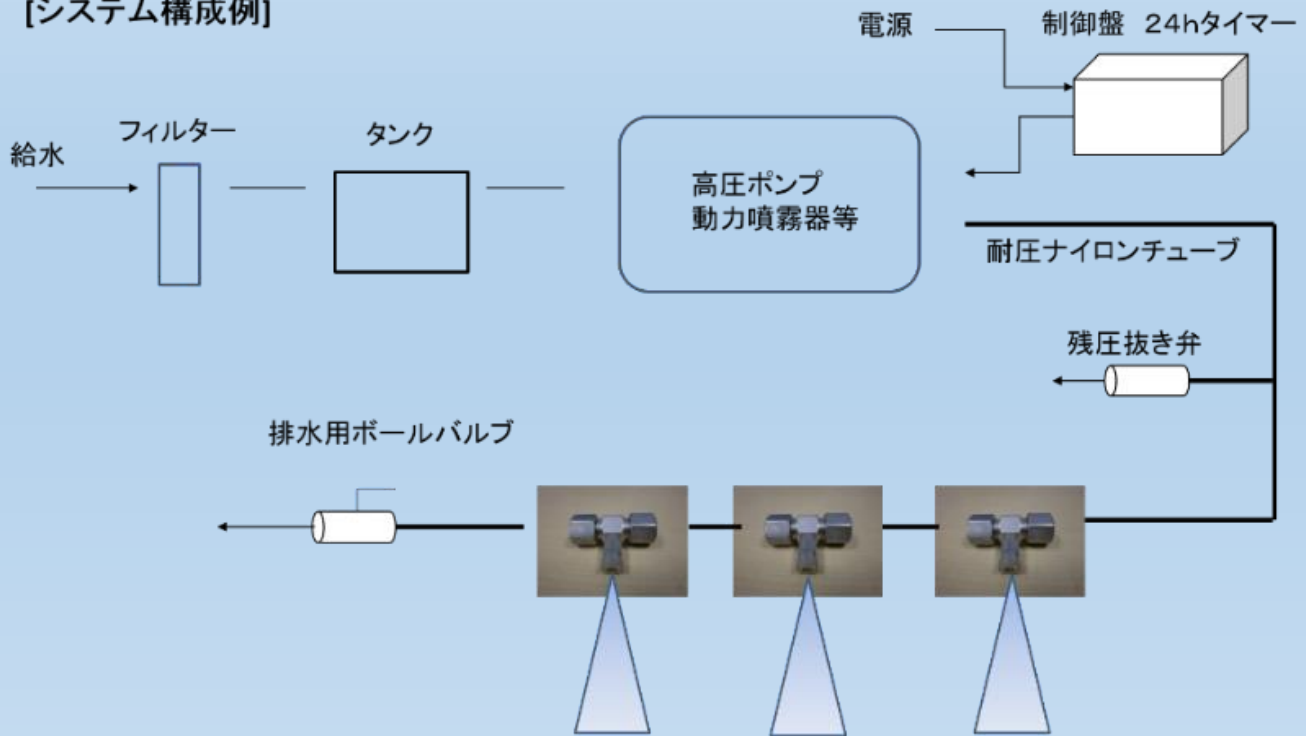 [システム構成例]
電源
制御盤　24hタイマー
フィルター
タンク
給水
高圧ポンプ
動力噴霧器等
耐圧ナイロンチューブ
残圧抜き弁
排水用ボールバルブ